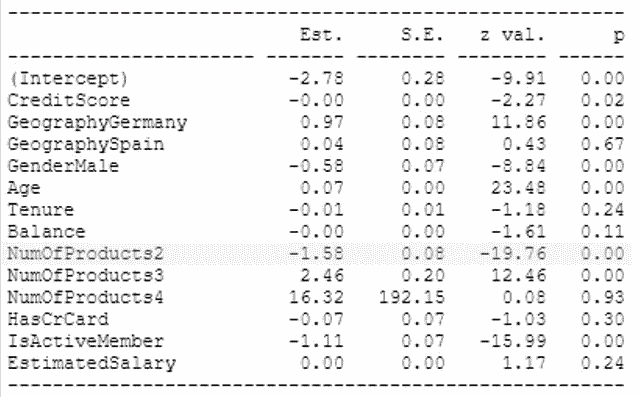 Est. S.E. z val. p
(Intercept) -2.78 0.28 -9.91 0.00
CreditScore -0.00 0.00 -2.27 0.02
GeographyGermany 0.97 0.08 11.86 0.00
GeographySpain 0.04 0.08 0.43 0.67
GenderMale -0.58 0.07 -8.84 0.00
Age 0.07 0.00 23.48 0.00
Tenure -0.01 0.01 -1.18 0.24
Balance -0.00 0.00 -1.61 0.11
NumOfProducts2 -1.58 0.08 -19.76 0.00
NumOfProducts3 2.46 0.20 12.46 0.00
NumOfProducts4 16.32 192.15 0.08 0.93
HasCrCard -0.07 0.07 -1.03 0.30
IsActiveMember -1.11 0.07 -15.99 0.00
EstimatedSalary 0.00 0.00 1.17 0.24